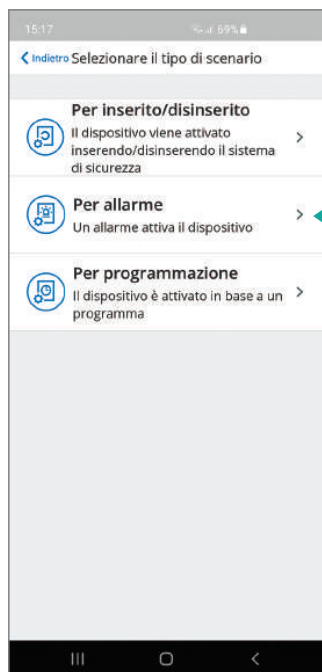 15:17 69%
Indietro Selezionare il tipo di scenario
Per inserito/disinserito
Il dispositivo viene attivato
inserendo/disinserendo il sistema
di sicurezza
Per allarme
Un allarme attiva il dispositivo
Per programmazione
Il dispositivo è attivato in base a un
programma